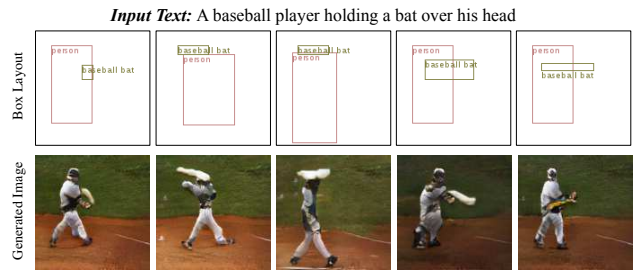 Input Text: A baseball player holding a bat over his head
Box Layout
person
baseball bat
baseball bat
person
baseball bat
person
person
baseball bat
person
baseball bat
Generated Image